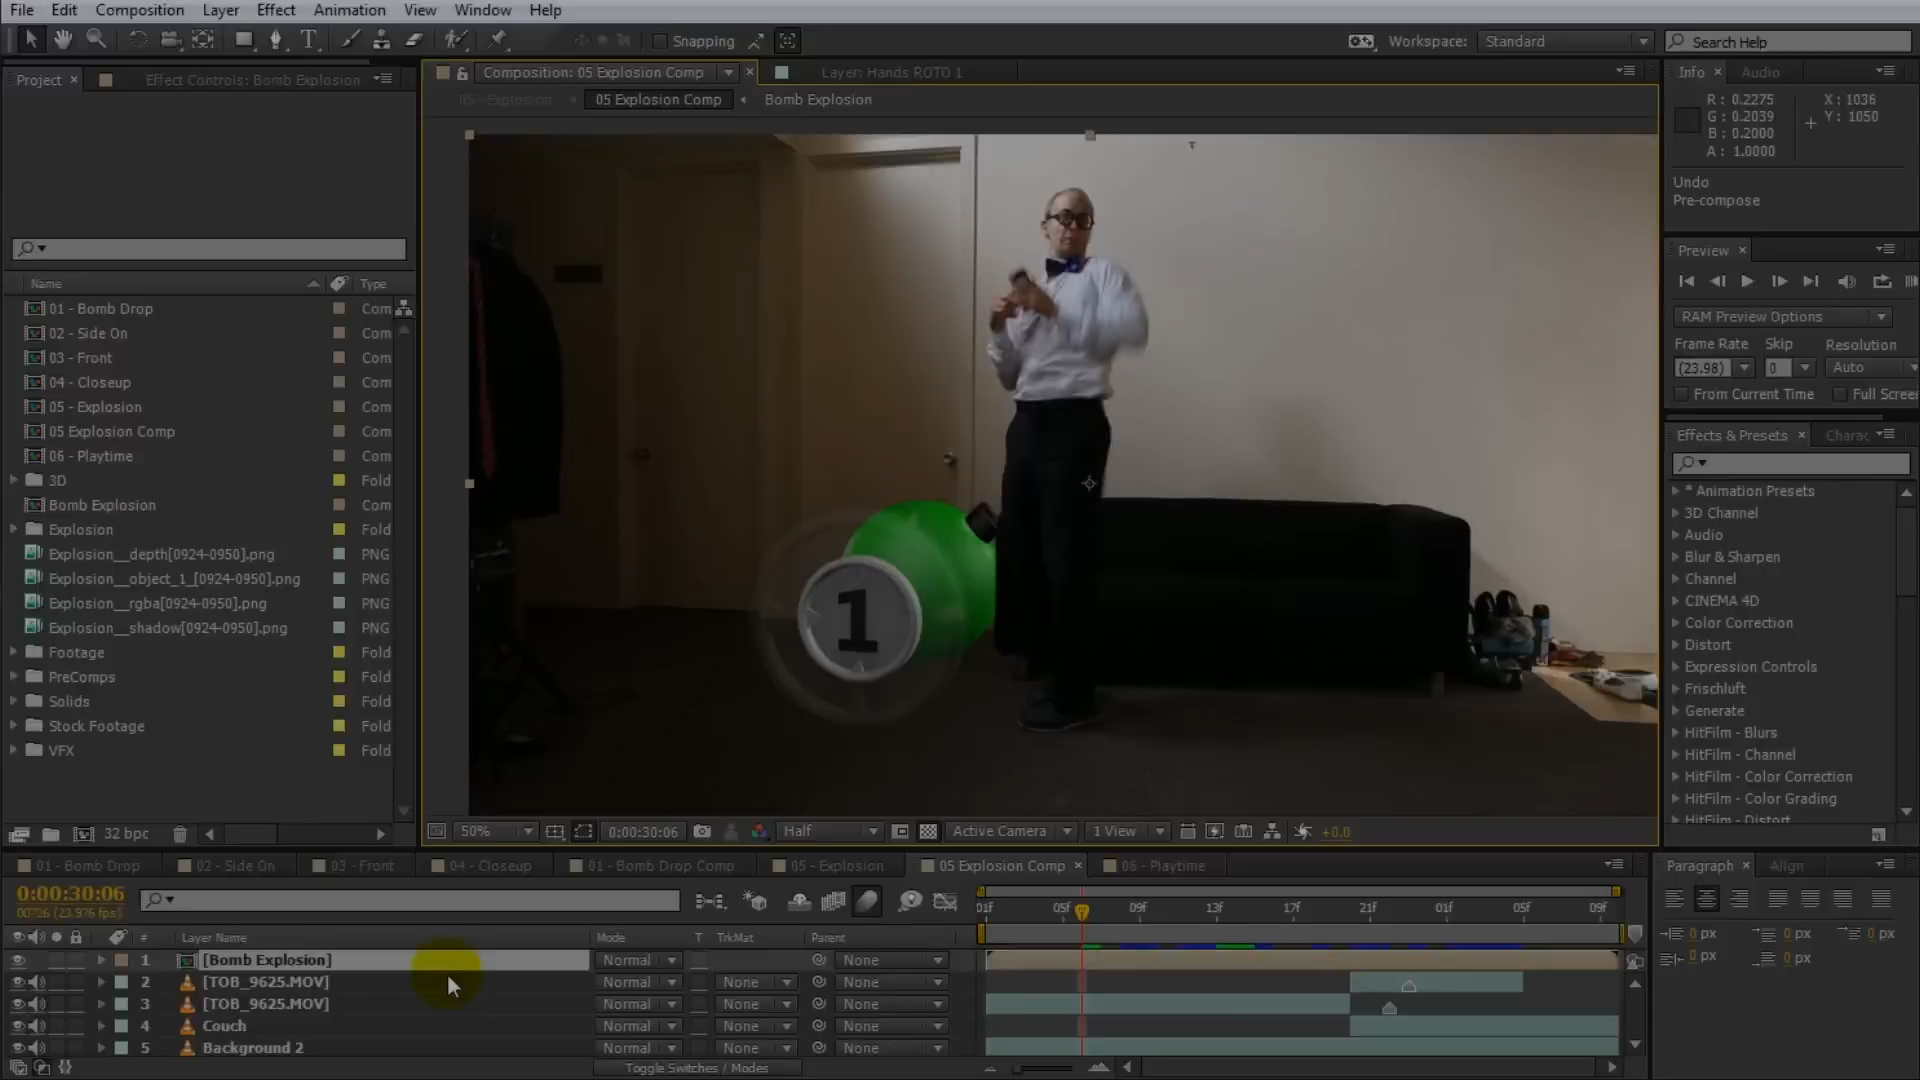 File Edit Composition Layer Effect Animation View Window Help
Snapping
Workspace: Standard
Search Help
Project
Effect Controls: Bomb Explosion
Composition: 05 Explosion Comp
Layer: Hands ROTO 1
Info Audio
05 - Explosion 05 Explosion Comp Bomb Explosion
R: 0.2275
G: 0.2039
B: 0.2000
A: 1.0000
X: 1036
Y: 1050
Undo
Pre-compose
Preview
RAM Preview Options
Frame Rate Skip Resolution
(23.98) 0 Auto
From Current Time Full Screen
Name Type
01 - Bomb Drop Com
02 - Side On Com
03 - Front Com
04 - Closeup Com
05 - Explosion Com
05 Explosion Comp Com
06 - Playtime Com
3D Fold
Bomb Explosion Com
Explosion Fold
Explosion__depth[0924-0950].png PNG
Explosion__object_1_[0924-0950].png PNG
Explosion__rgba[0924-0950].png PNG
Explosion__shadow[0924-0950].png PNG
Footage Fold
PreComps Fold
Solids Fold
Stock Footage Fold
VFX Fold
32 bpc
1
Effects & Presets Charac
* Animation Presets
3D Channel
Audio
Blur & Sharpen
Channel
CINEMA 4D
Color Correction
Distort
Expression Controls
Frischluft
Generate
HitFilm - Blurs
HitFilm - Channel
HitFilm - Color Correction
HitFilm - Color Grading
HitFilm - Distort
50% 0:00:30:06 Half Active Camera 1 View +0.0
01 - Bomb Drop 02 - Side On 03 - Front 04 - Closeup 01 - Bomb Drop Comp 05 - Explosion 05 Explosion Comp 06 - Playtime
Paragraph Align
0:00:30:06
00726 (23.976 fps)
01f 05f 09f 13f 17f 21f 01f 05f 09f
# Layer Name Mode T TrkMat Parent
1 [Bomb Explosion] Normal None
2 [TOB_9625.MOV] Normal None None
3 [TOB_9625.MOV] Normal None None
4 Couch Normal None None
5 Background 2 Normal None None
Toggle Switches / Modes
0 px 0 px 0 px
0 px 0 px